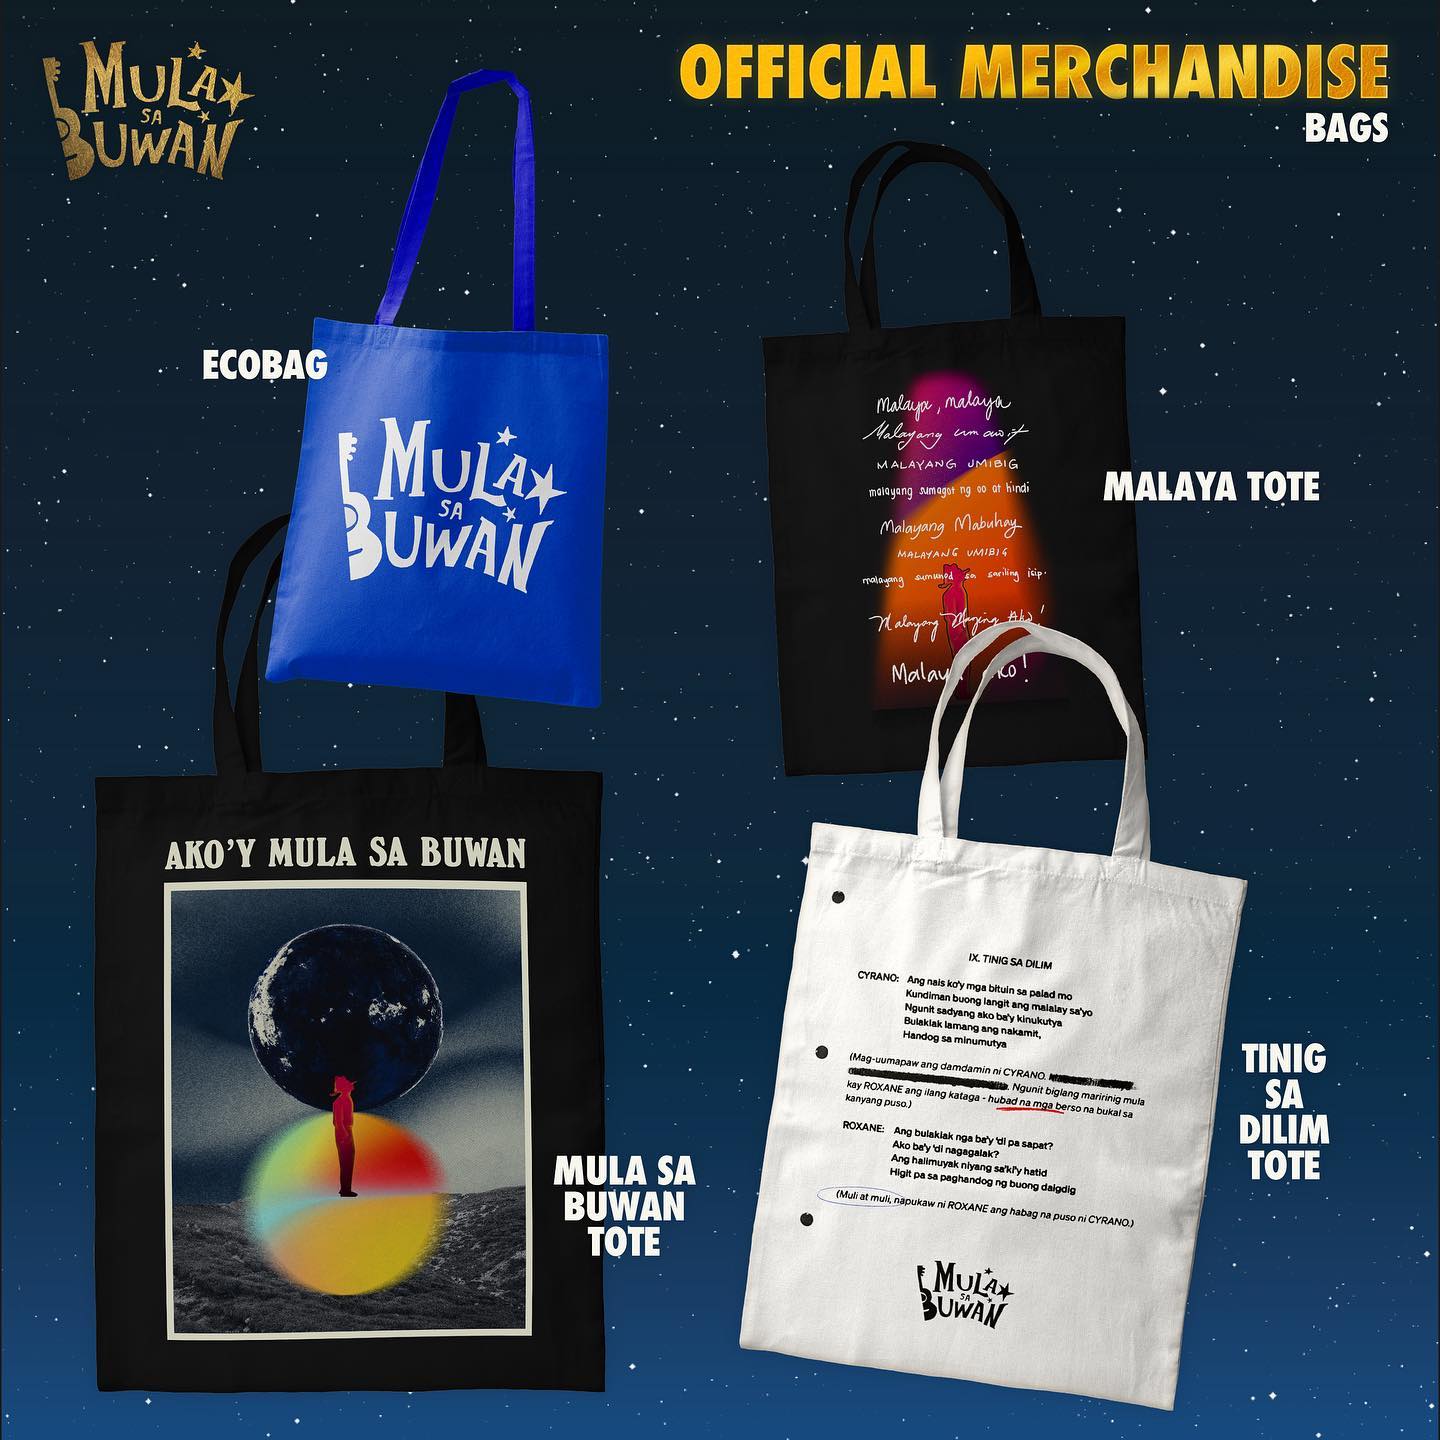 MULA
SA
BUWAN
OFFICIAL MERCHANDISE
BAGS
ECOBAG
MULA
SA
BUWAN
Malaya, malaya
Malayang umawit
MALAYANG UMIBIG
malayang sumagot ng oo at hindi
Malayang Mabuhay
MALAYANG UMIBIG
malayang sumunod sa sariling isip.
Malayang Maging Ako!
Malaya ako!
MALAYA TOTE
AKO'Y MULA SA BUWAN
MULA SA
BUWAN
TOTE
IX. TINIG SA DILIM
CYRANO: Ang nais ko'y mga bituin sa palad mo
Kundiman buong langit ang malalay sa'yo
Ngunit sadyang ako ba'y kinukutya
Bulaklak lamang ang nakamit,
Handog sa minumutya
(Mag-uumapaw ang damdamin ni CYRANO.
. Ngunit biglang maririnig mula
kay ROXANE ang ilang kataga - hubad na mga berso na bukal sa
kanyang puso.)
ROXANE: Ang bulaklak nga ba'y 'di pa sapat?
Ako ba'y 'di nagagalak?
Ang halimuyak niyang sa'ki'y hatid
Higit pa sa paghandog ng buong daigdig
(Muli at muli, napukaw ni ROXANE ang habag na puso ni CYRANO.)
MULA
SA
BUWAN
TINIG
SA
DILIM
TOTE